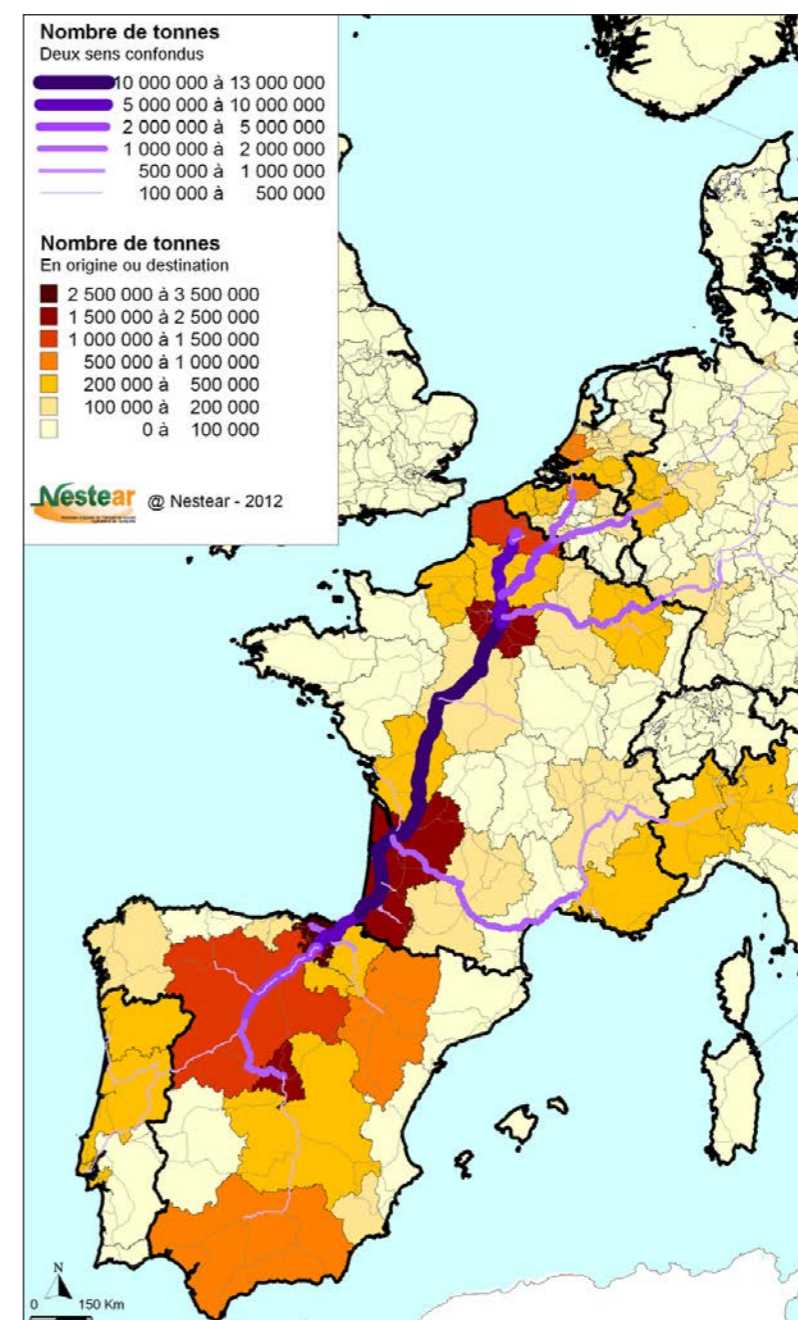 Nombre de tonnes
Deux sens confondus
10 000 000 à 13 000 000
5 000 000 à 10 000 000
2 000 000 à 5 000 000
1 000 000 à 2 000 000
500 000 à 1 000 000
100 000 à 500 000
Nombre de tonnes
En origine ou destination
2 500 000 à 3 500 000
1 500 000 à 2 500 000
1 000 000 à 1 500 000
500 000 à 1 000 000
200 000 à 500 000
100 000 à 200 000
0 à 100 000
Nestear @ Nestear - 2012
N
0 150 Km